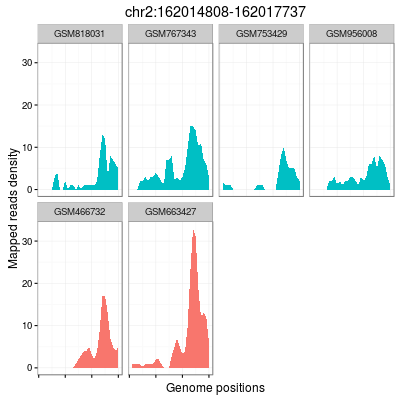 chr2:162014808-162017737
GSM818031 GSM767343 GSM753429 GSM956008
30
20
10
0
GSM466732 GSM663427
30
20
10
0
Mapped reads density
Genome positions